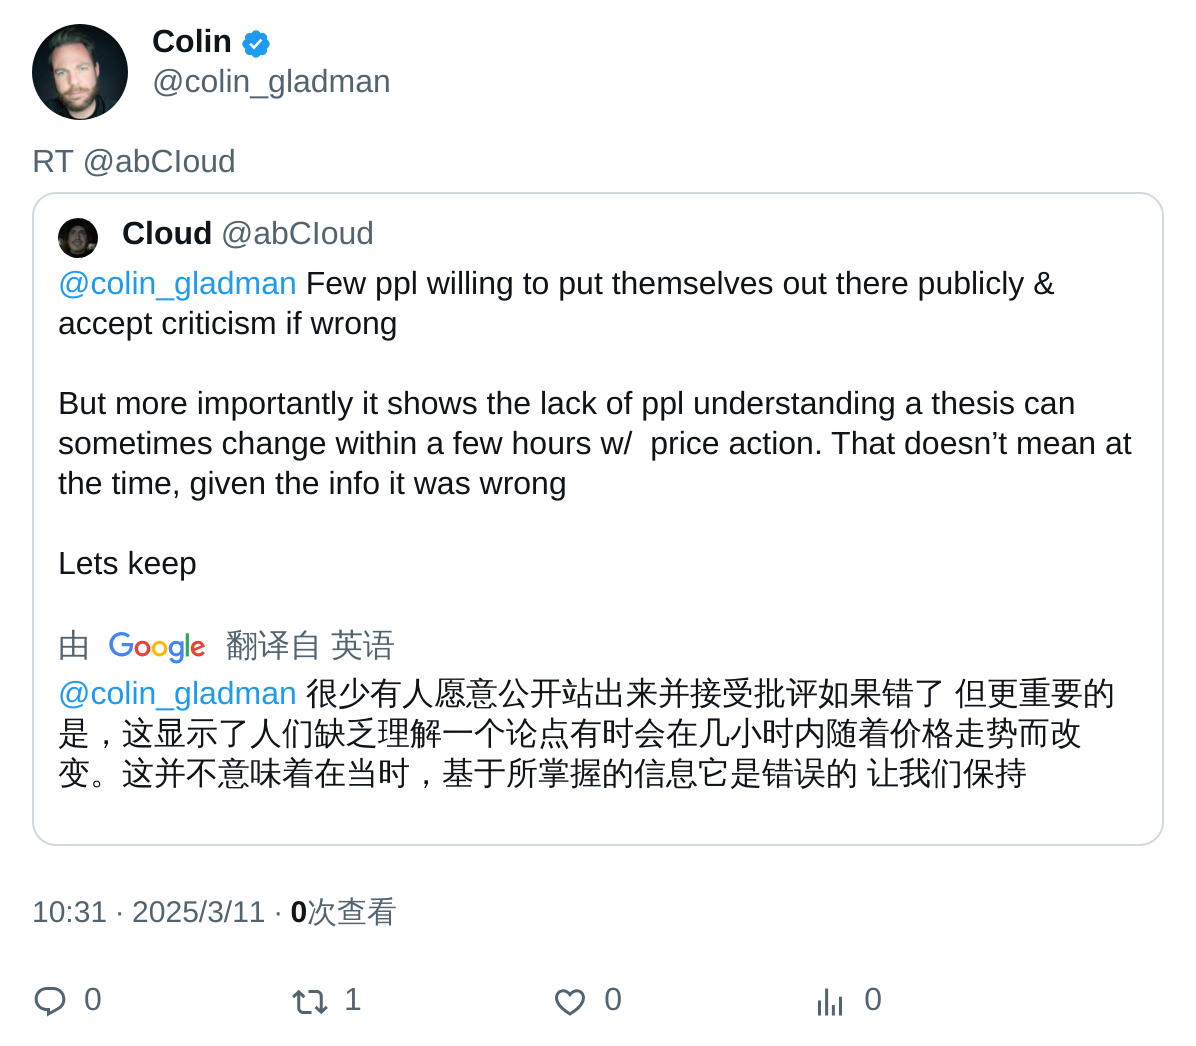 Colin
@colin_gladman
RT @abCIoud
Cloud @abCIoud
@colin_gladman Few ppl willing to put themselves out there publicly &
accept criticism if wrong
But more importantly it shows the lack of ppl understanding a thesis can
sometimes change within a few hours w/  price action. That doesn’t mean at
the time, given the info it was wrong
Lets keep
由 Google 翻译自 英语
@colin_gladman 很少有人愿意公开站出来并接受批评如果错了 但更重要的
是，这显示了人们缺乏理解一个论点有时会在几小时内随着价格走势而改
变。这并不意味着在当时，基于所掌握的信息它是错误的 让我们保持
10:31 · 2025/3/11 · 0次查看
0 1 0 0